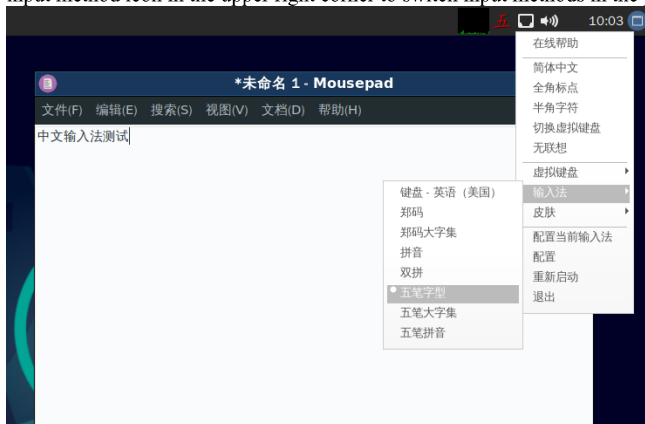 input method icon in the upper right corner to switch input methods in the
五 10:03
*未命名 1 - Mousepad
文件(F) 编辑(E) 搜索(S) 视图(V) 文档(D) 帮助(H)
中文输入法测试
在线帮助
简体中文
全角标点
半角字符
切换虚拟键盘
无联想
虚拟键盘
输入法
皮肤
配置当前输入法
配置
重新启动
退出
键盘 - 英语（美国）
郑码
郑码大字集
拼音
双拼
五笔字型
五笔大字集
五笔拼音